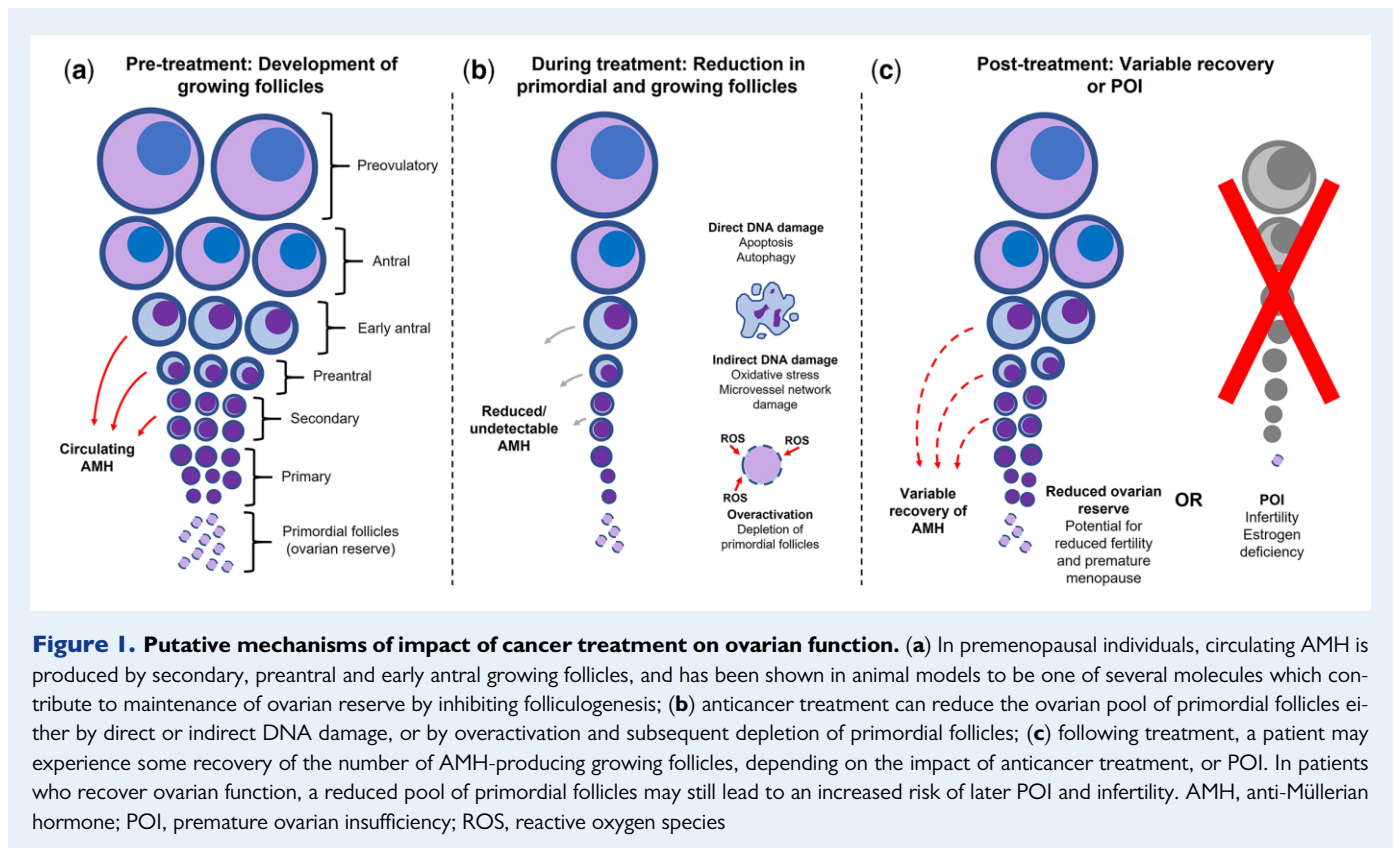 (a) Pre-treatment: Development of
growing follicles
Preovulatory
Antral
Early antral
Preantral
Secondary
Primary
Primordial follicles
(ovarian reserve)
Circulating
AMH
(b) During treatment: Reduction in
primordial and growing follicles
Direct DNA damage
Apoptosis
Autophagy
Indirect DNA damage
Oxidative stress
Microvessel network
damage
Reduced/
undetectable
AMH
ROS
ROS
ROS
Overactivation
Depletion of
primordial follicles
(c) Post-treatment: Variable recovery
or POI
Variable
recovery of
AMH
Reduced ovarian
reserve
Potential for
reduced fertility
and premature
menopause
OR
POI
Infertility
Estrogen
deficiency
Figure 1. Putative mechanisms of impact of cancer treatment on ovarian function. (a) In premenopausal individuals, circulating AMH is
produced by secondary, preantral and early antral growing follicles, and has been shown in animal models to be one of several molecules which con-
tribute to maintenance of ovarian reserve by inhibiting folliculogenesis; (b) anticancer treatment can reduce the ovarian pool of primordial follicles ei-
ther by direct or indirect DNA damage, or by overactivation and subsequent depletion of primordial follicles; (c) following treatment, a patient may
experience some recovery of the number of AMH-producing growing follicles, depending on the impact of anticancer treatment, or POI. In patients
who recover ovarian function, a reduced pool of primordial follicles may still lead to an increased risk of later POI and infertility. AMH, anti-Müllerian
hormone; POI, premature ovarian insufficiency; ROS, reactive oxygen species